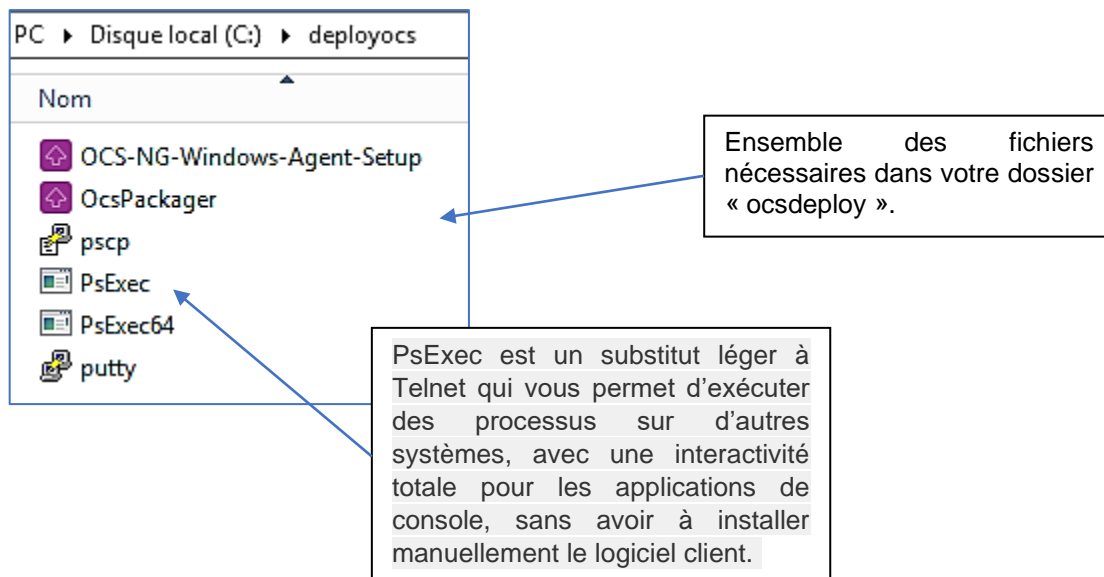 PC ▸ Disque local (C:) ▸ deployocs
Nom
OCS-NG-Windows-Agent-Setup
OcsPackager
pscp
PsExec
PsExec64
putty
Ensemble des fichiers
nécessaires dans votre dossier
« ocsdeploy ».
PsExec est un substitut léger à
Telnet qui vous permet d’exécuter
des processus sur d’autres
systèmes, avec une interactivité
totale pour les applications de
console, sans avoir à installer
manuellement le logiciel client.